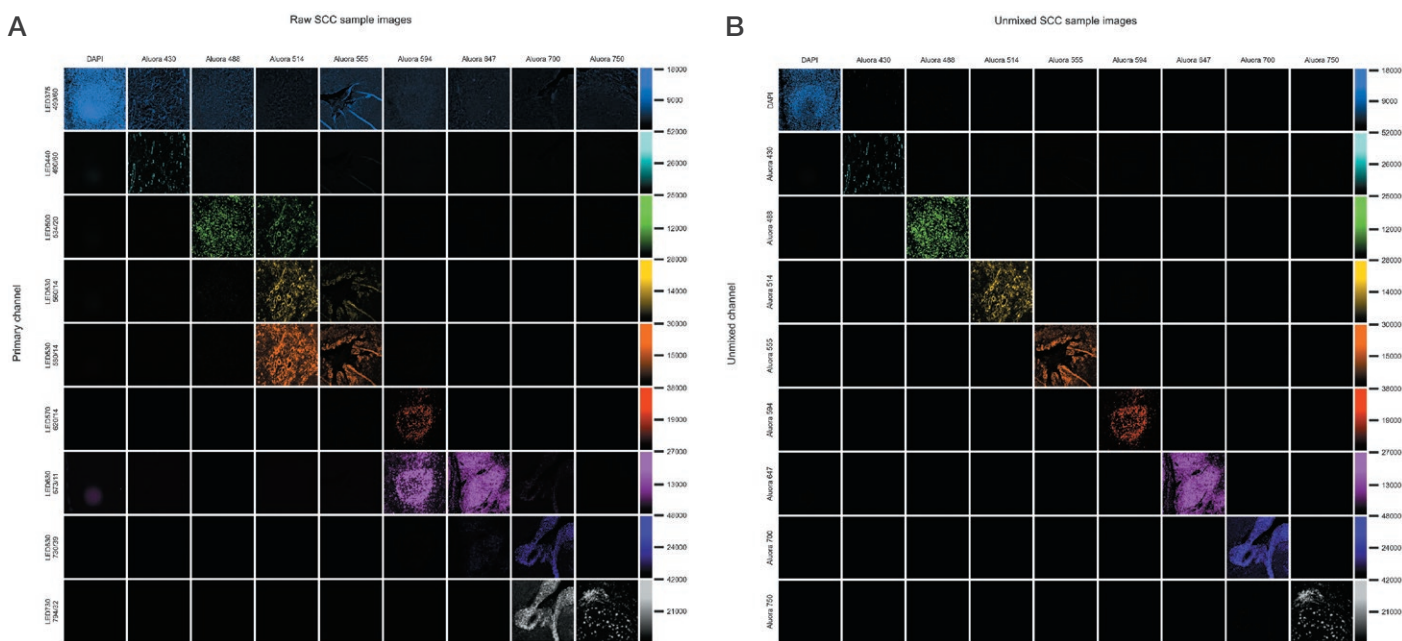 A
Raw SCC sample images
DAPI Aluora 430 Aluora 488 Aluora 514 Aluora 555 Aluora 594 Aluora 647 Aluora 700 Aluora 750
Primary channel
LED440
LED630
18000
9000
52000
26000
25000
12000
28000
14000
30000
15000
38000
19000
27000
13000
48000
24000
42000
21000
B
Unmixed SCC sample images
DAPI Aluora 430 Aluora 488 Aluora 514 Aluora 555 Aluora 594 Aluora 647 Aluora 700 Aluora 750
Unmixed channel
DAPI
Aluora 430
Aluora 488
Aluora 514
Aluora 555
Aluora 594
Aluora 647
Aluora 700
Aluora 750
18000
9000
52000
26000
25000
12000
28000
14000
30000
15000
38000
19000
27000
13000
48000
24000
42000
21000